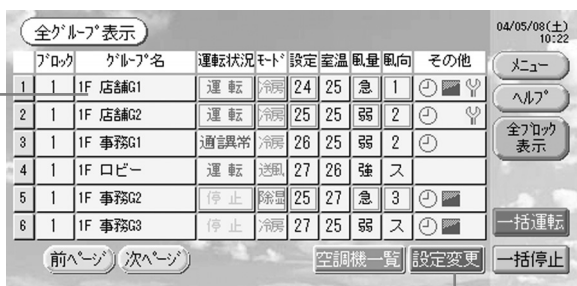 全ｸﾞﾙｰﾌﾟ表示
04/05/08(土)
10:22
ﾌﾞﾛｯｸ ｸﾞﾙｰﾌﾟ名 運転状況 ﾓｰﾄﾞ 設定 室温 風量 風向 その他
1 1 1F 店舗G1 運 転 冷房 24 25 急 1
2 1 1F 店舗G2 運 転 冷房 25 25 弱 2
3 1 1F 事務G1 通信異常 冷房 26 25 弱 2
4 1 1F ロビー 運 転 送風 27 26 強 ス
5 1 1F 事務G2 停 止 除湿 25 27 急 3
6 1 1F 事務G3 停 止 冷房 27 25 弱 ス
ﾒﾆｭｰ
ﾍﾙﾌﾟ
全ﾌﾞﾛｯｸ
表示
一括運転
前ﾍﾟｰｼﾞ 次ﾍﾟｰｼﾞ 空調機一覧 設定変更 一括停止